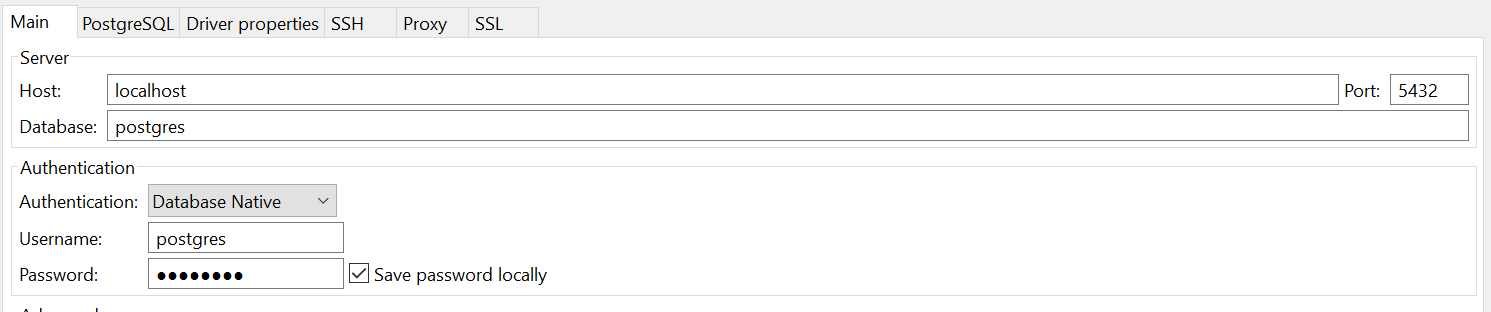 Main PostgreSQL Driver properties SSH Proxy SSL
Server
Host: localhost Port: 5432
Database: postgres
Authentication
Authentication: Database Native
Username: postgres
Password: ●●●●●●●● Save password locally